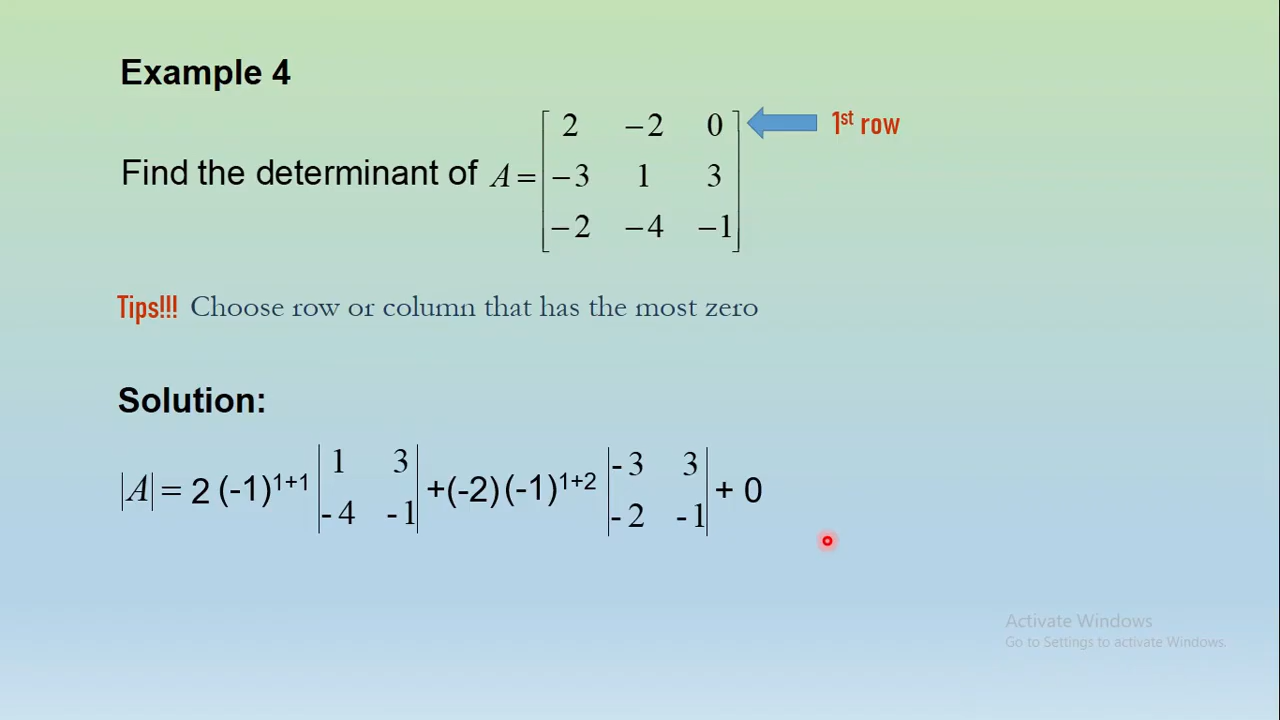 Example 4
1st row
Find the determinant of A = [2 −2 0
−3 1 3
−2 −4 −1]
Tips!!! Choose row or column that has the most zero
Solution:
|A| = 2 (-1)^1+1 |1 3
-4 -1| +(-2) (-1)^1+2 |-3 3
-2 -1| + 0
Activate Windows
Go to Settings to activate Windows.